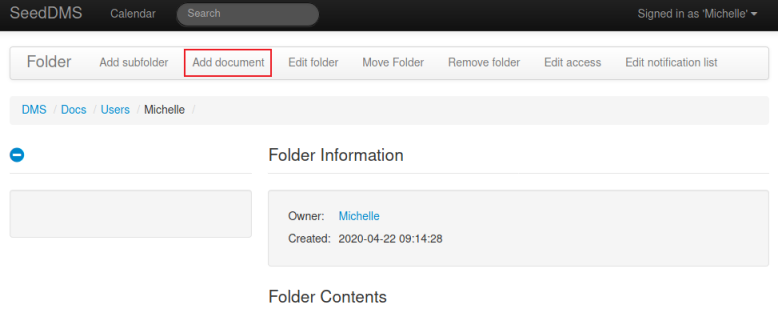 SeedDMS Calendar Search Signed in as 'Michelle'
Folder Add subfolder Add document Edit folder Move Folder Remove folder Edit access Edit notification list
DMS / Docs / Users / Michelle /
Folder Information
Owner: Michelle
Created: 2020-04-22 09:14:28
Folder Contents